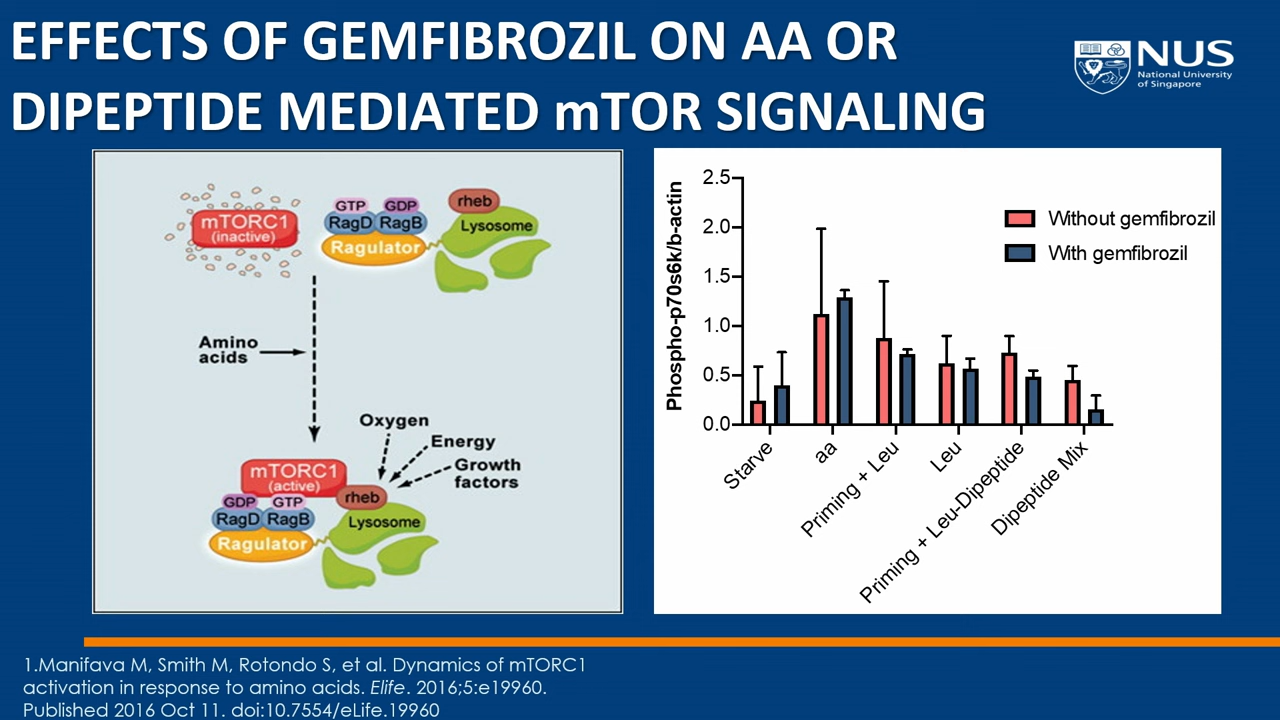 EFFECTS OF GEMFIBROZIL ON AA OR
DIPEPTIDE MEDIATED mTOR SIGNALING
NUS
National University
of Singapore
mTORC1
(inactive)
GTP
GDP
RagD
RagB
Ragulator
rheb
Lysosome
Amino
acids
Oxygen
Energy
Growth
factors
mTORC1
(active)
GDP
GTP
rheb
RagD
RagB
Lysosome
Ragulator
Phospho-p70s6k/b-actin
2.5
2.0
1.5
1.0
0.5
0.0
Without gemfibrozil
With gemfibrozil
Starve
aa
Priming + Leu
Leu
Priming + Leu-Dipeptide
Dipeptide Mix
1.Manifava M, Smith M, Rotondo S, et al. Dynamics of mTORC1
activation in response to amino acids. Elife. 2016;5:e19960.
Published 2016 Oct 11. doi:10.7554/eLife.19960